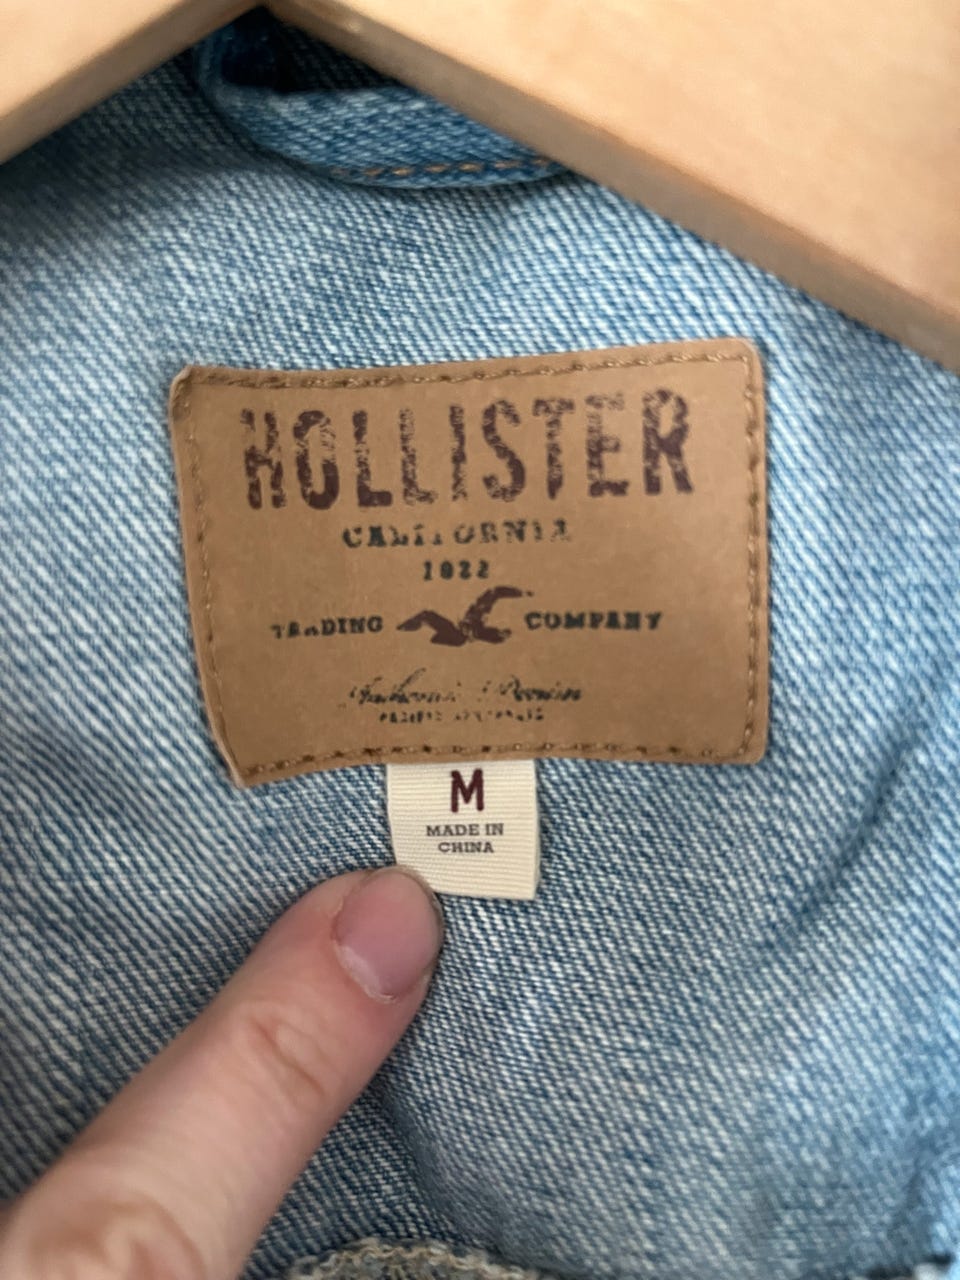 HOLLISTER
CALIFORNIA
1922
TRADING COMPANY
M
MADE IN
CHINA